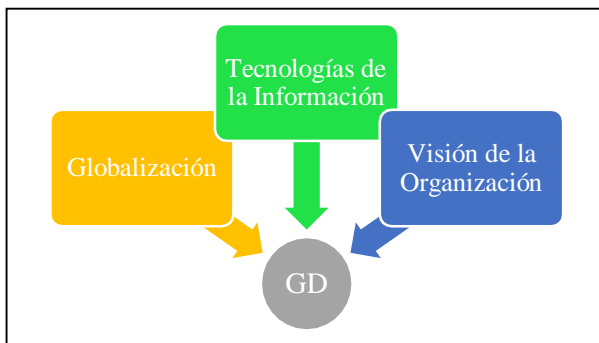 Tecnologías de
la Información
Globalización
Visión de la
Organización
GD